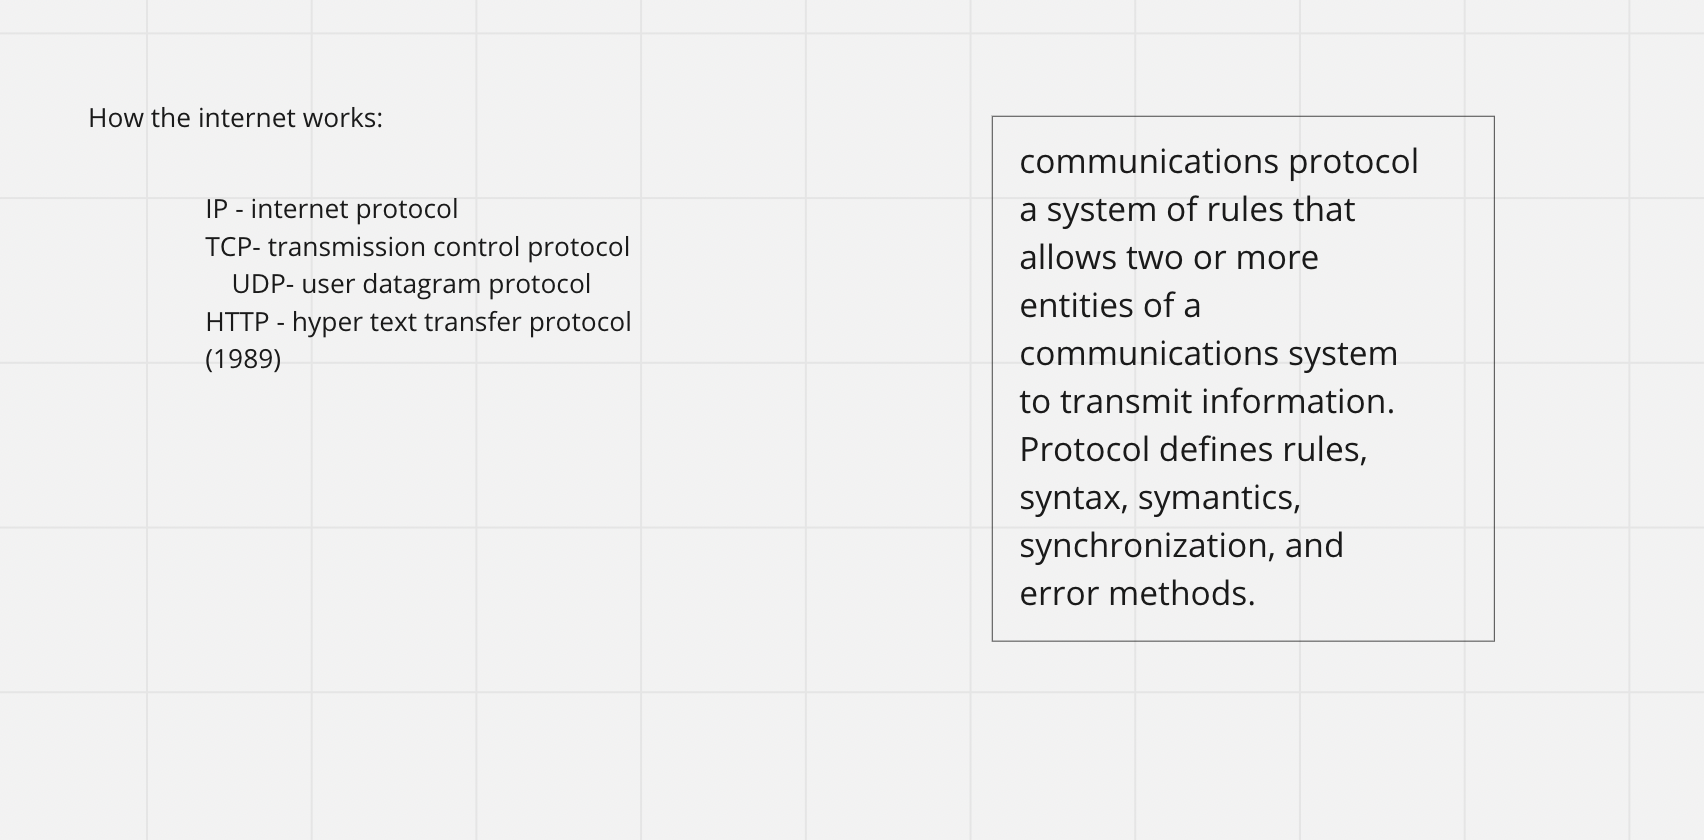 How the internet works:
IP - internet protocol
TCP- transmission control protocol
UDP- user datagram protocol
HTTP - hyper text transfer protocol
(1989)
communications protocol
a system of rules that
allows two or more
entities of a
communications system
to transmit information.
Protocol defines rules,
syntax, symantics,
synchronization, and
error methods.